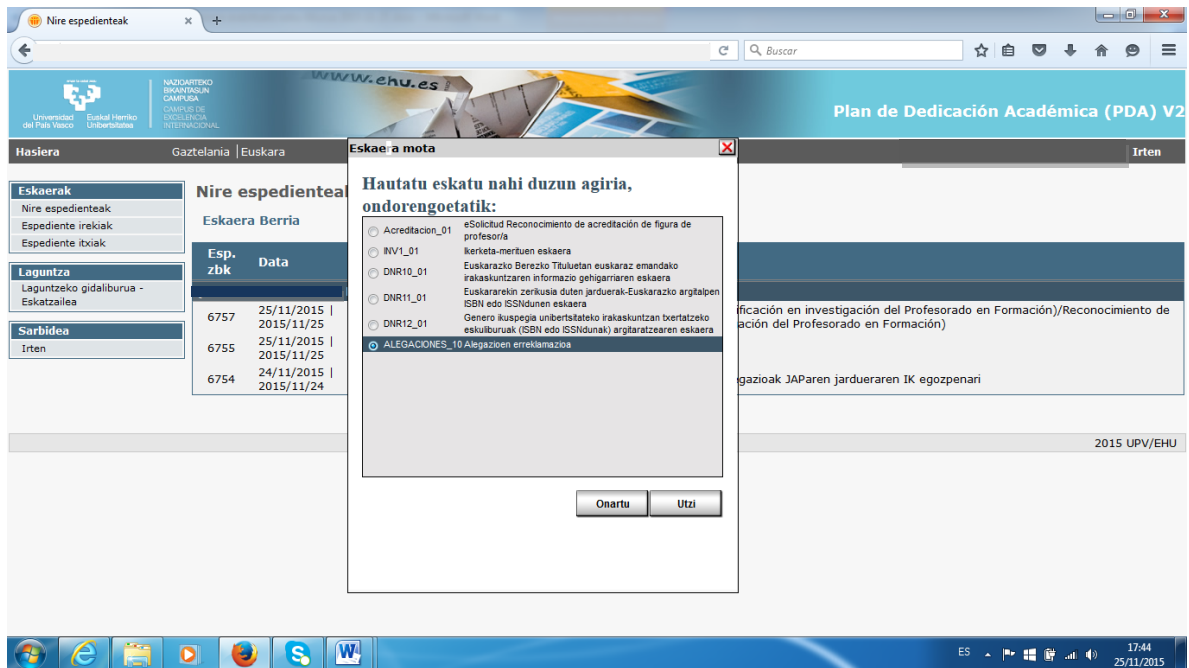 Nire espedienteak
Buscar
Universidad del País Vasco
Euskal Herriko Unibertsitatea
NAZIOARTEKO
BIKAINTASUN
CAMPUSA
CAMPUS DE
EXCELENCIA
INTERNACIONAL
www.ehu.es
Plan de Dedicación Académica (PDA) V2
Hasiera
Gaztelania | Euskara
Irten
Eskaerak
Nire espedienteak
Espediente irekiak
Espediente itxiak
Laguntza
Laguntzeko gidaliburua -
Eskatzailea
Sarbidea
Irten
Nire espedienteak
Eskaera Berria
Esp. zbk
Data
6757
25/11/2015 |
2015/11/25
ificación en investigación del Profesorado en Formación)/Reconocimiento de
ación del Profesorado en Formación)
6755
25/11/2015 |
2015/11/25
6754
24/11/2015 |
2015/11/24
egazioak JAParen jardueraren IK egozpenari
2015 UPV/EHU
Eskaera mota
Hautatu eskatu nahi duzun agiria,
ondorengoetatik:
Acreditacion_01 eSolicitud Reconocimiento de acreditación de figura de
profesor/a
INV1_01 Ikerketa-merituen eskaera
DNR10_01 Euskarazko Berezko Tituluetan euskaraz emandako
irakaskuntzaren informazio gehigarriaren eskaera
DNR11_01 Euskararekin zerikusia duten jarduerak-Euskarazko argitalpen
ISBN edo ISSNdunen eskaera
DNR12_01 Genero ikuspegia unibertsitateko irakaskuntzan txertatzeko
eskuliburuak (ISBN edo ISSNdunak) argitaratzearen eskaera
ALEGACIONES_10 Alegazioen erreklamazioa
Onartu
Utzi
ES
17:44
25/11/2015